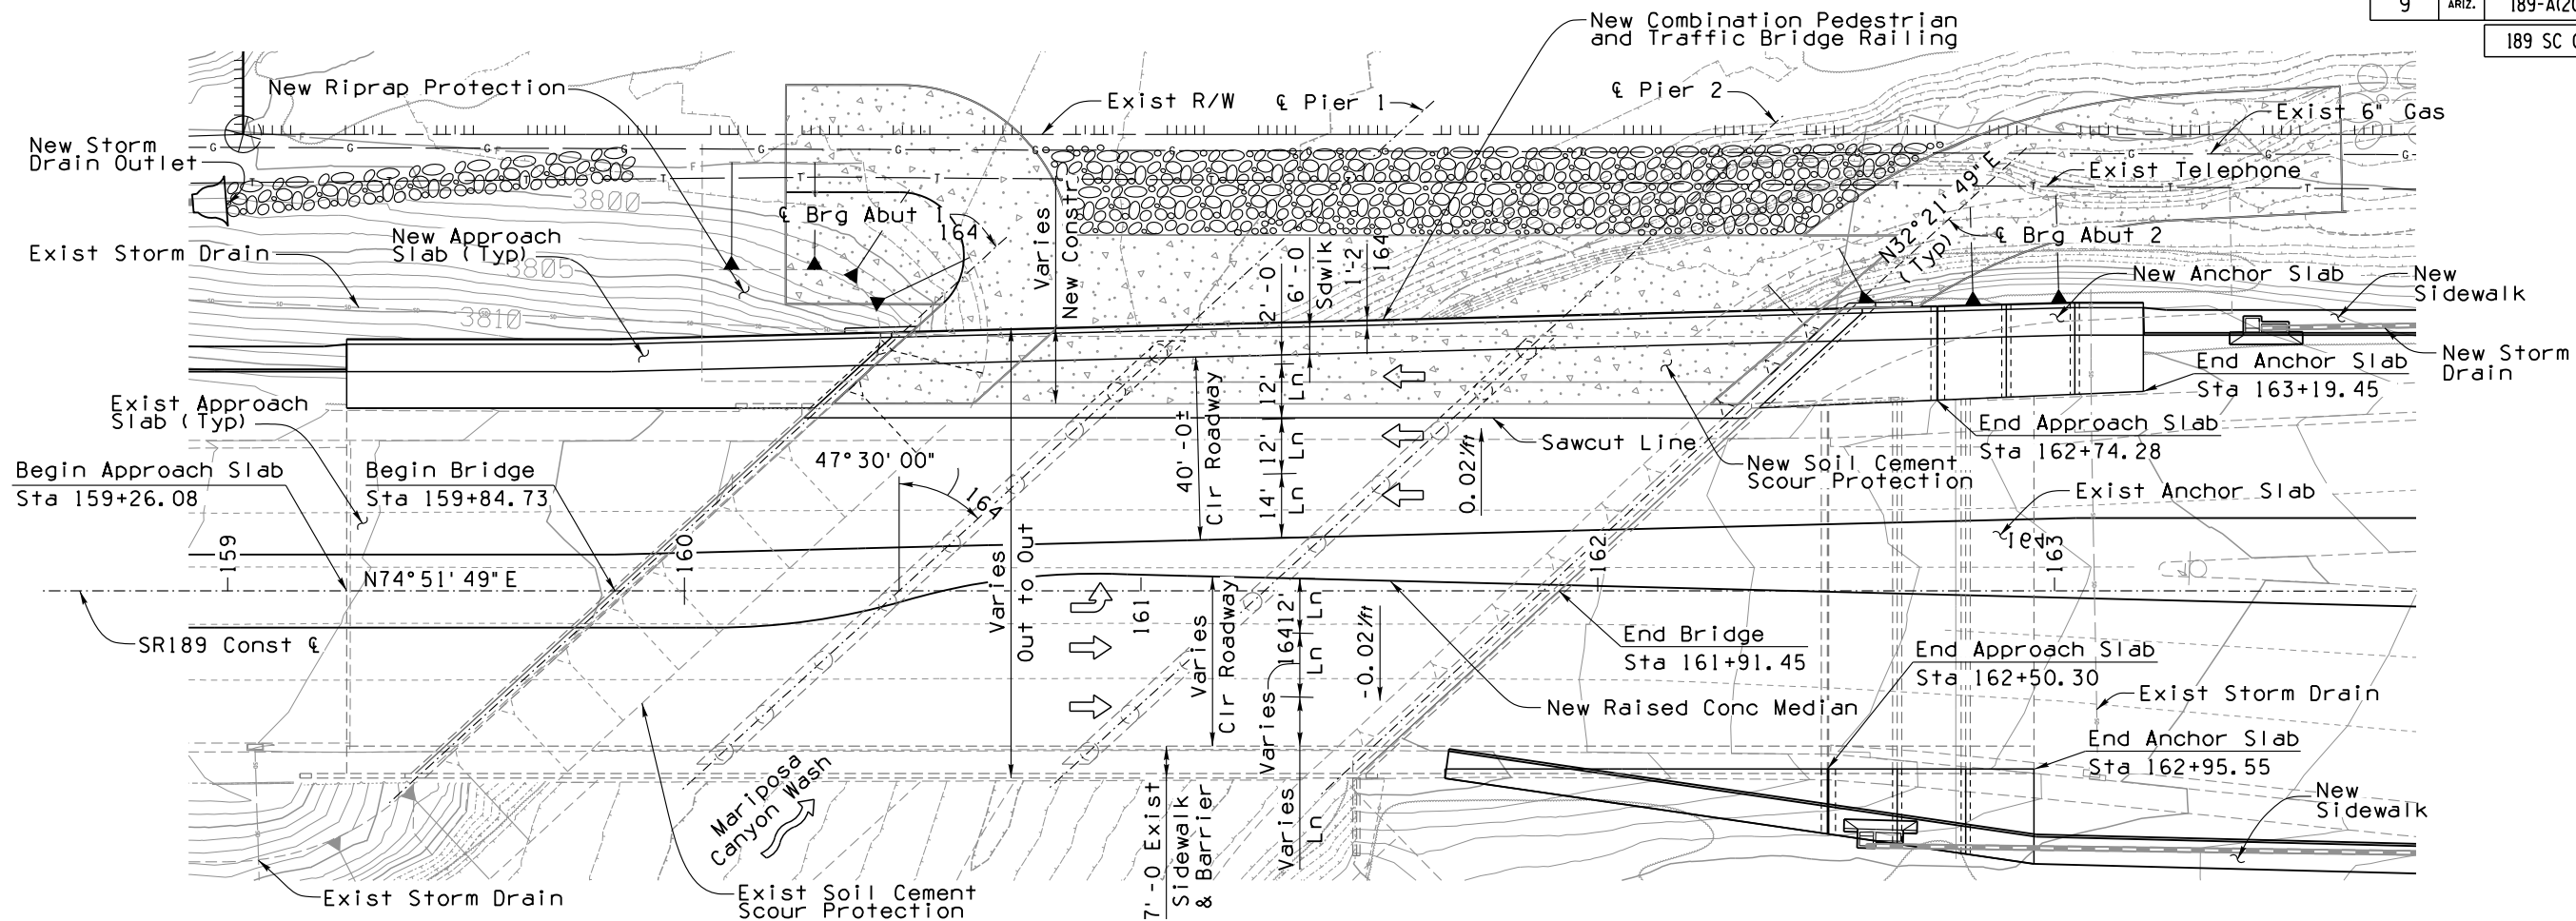 9 ARIZ. 189-A(20
189 SC
New Combination Pedestrian
and Traffic Bridge Railing
New Riprap Protection
Exist R/W
℄ Pier 1
℄ Pier 2
Exist 6" Gas
New Storm
Drain Outlet
Exist Telephone
3800
℄ Brg Abut 1
164
New Approach
Slab (Typ)
Exist Storm Drain
3805
3810
Varies
New Constr
2'-0
6'-0
Sdwlk
1'-2
164
N32°21'49"E
(Typ)
℄ Brg Abut 2
New Anchor Slab
New
Sidewalk
New Storm
Drain
End Anchor Slab
Sta 163+19.45
Exist Approach
Slab (Typ)
40'-0±
Clr Roadway
12'
Ln
12'
Ln
14'
Ln
Sawcut Line
0.02'/ft
End Approach Slab
Sta 162+74.28
New Soil Cement
Scour Protection
Begin Approach Slab
Sta 159+26.08
Begin Bridge
Sta 159+84.73
47°30'00"
164
Exist Anchor Slab
164
159
160
161
162
163
N74°51'49"E
SR189 Const ℄
Varies
Out to Out
Varies
Clr Roadway
12'
Ln
164
Varies
Ln
-0.02'/ft
End Bridge
Sta 161+91.45
End Approach Slab
Sta 162+50.30
New Raised Conc Median
Exist Storm Drain
End Anchor Slab
Sta 162+95.55
Varies
Ln
Mariposa
Canyon Wash
7'-0 Exist
Sidewalk
& Barrier
New
Sidewalk
Exist Storm Drain
Exist Soil Cement
Scour Protection
G G G G G G G G G
T T T T T T
F F